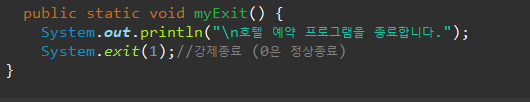 public static void myExit() {
System.out.println("\n호텔 예약 프로그램을 종료합니다.");
System.exit(1);//강제종료 (0은 정상종료)
}